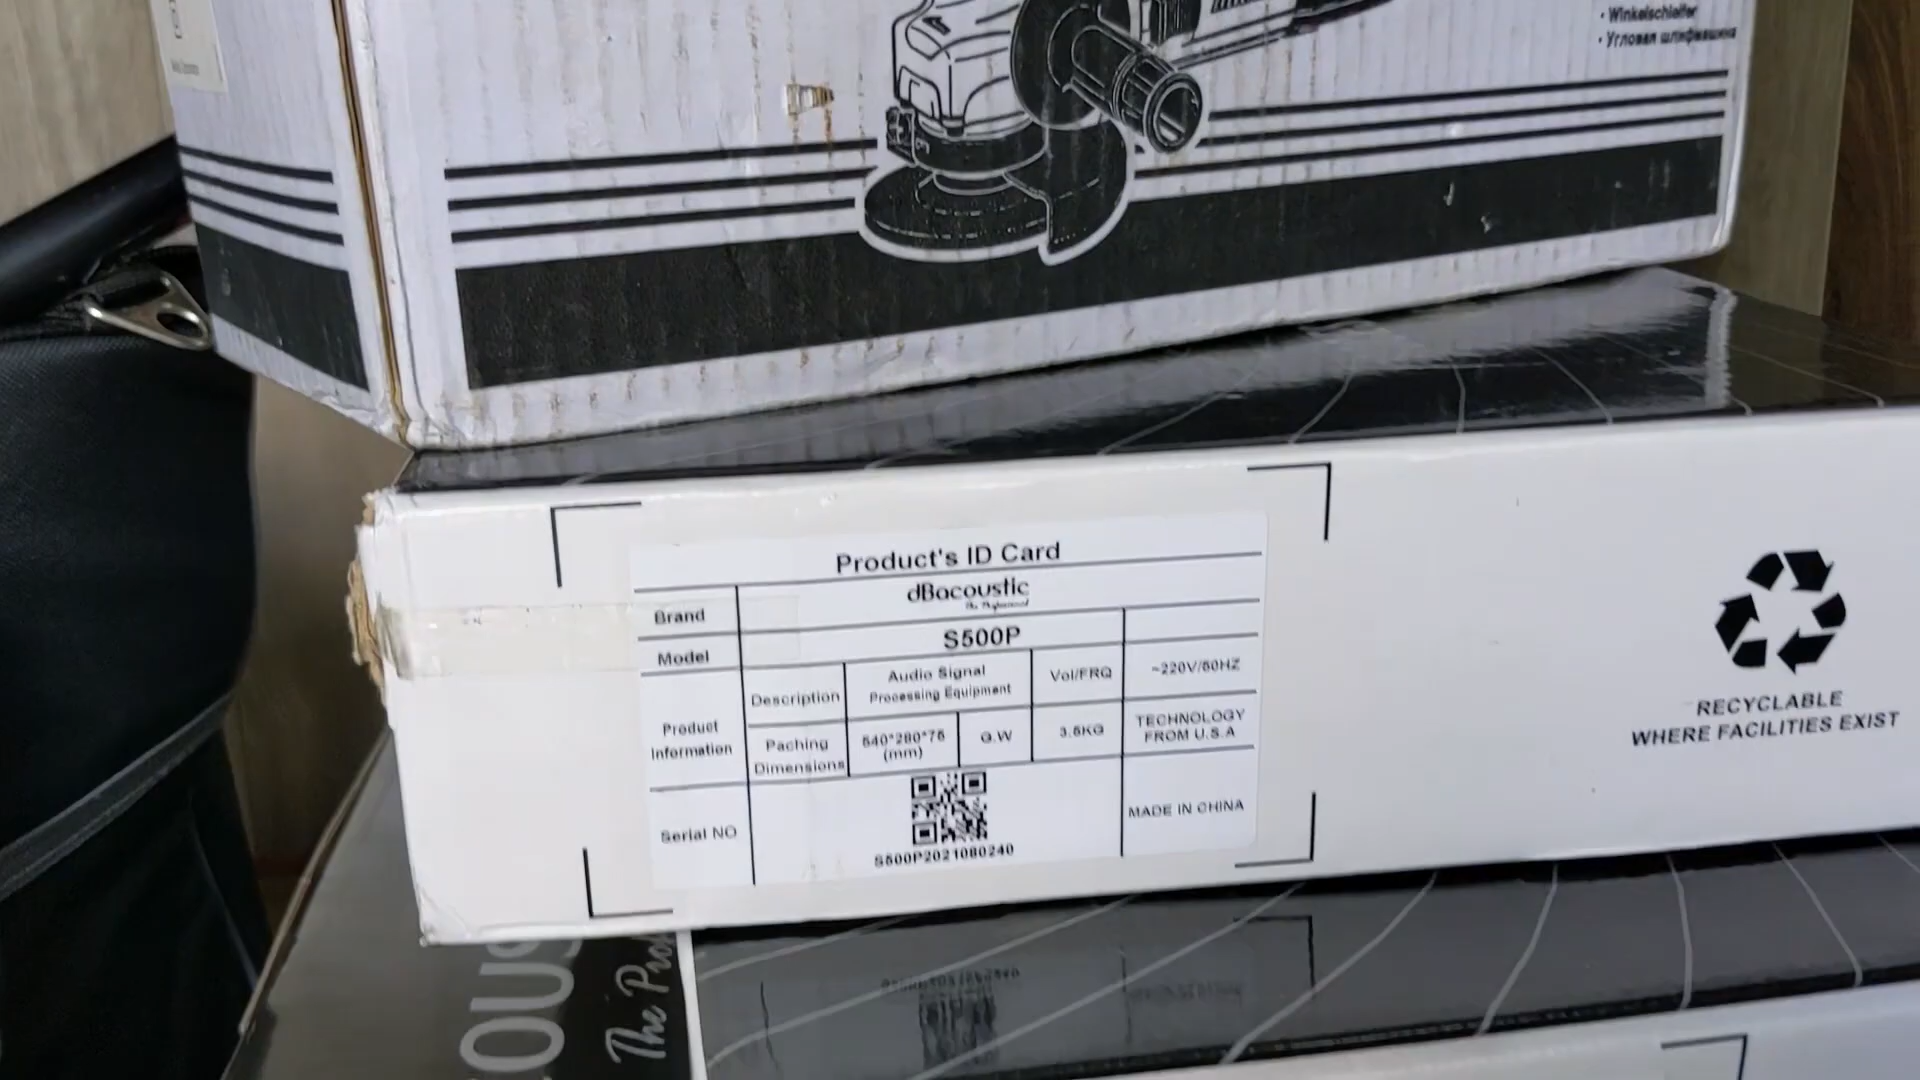 • Winkelschleifer
• Угловая шлифмашина
Product's ID Card
Brand
dBacoustic
The Professional
Model
S500P
Product
Information
Description
Audio Signal
Processing Equipment
Vol/FRQ
~220V/50HZ
Paching
Dimensions
540*280*75
(mm)
G.W
3.5KG
TECHNOLOGY
FROM U.S.A
Serial NO
S500P2021080240
MADE IN CHINA
RECYCLABLE
WHERE FACILITIES EXIST
The